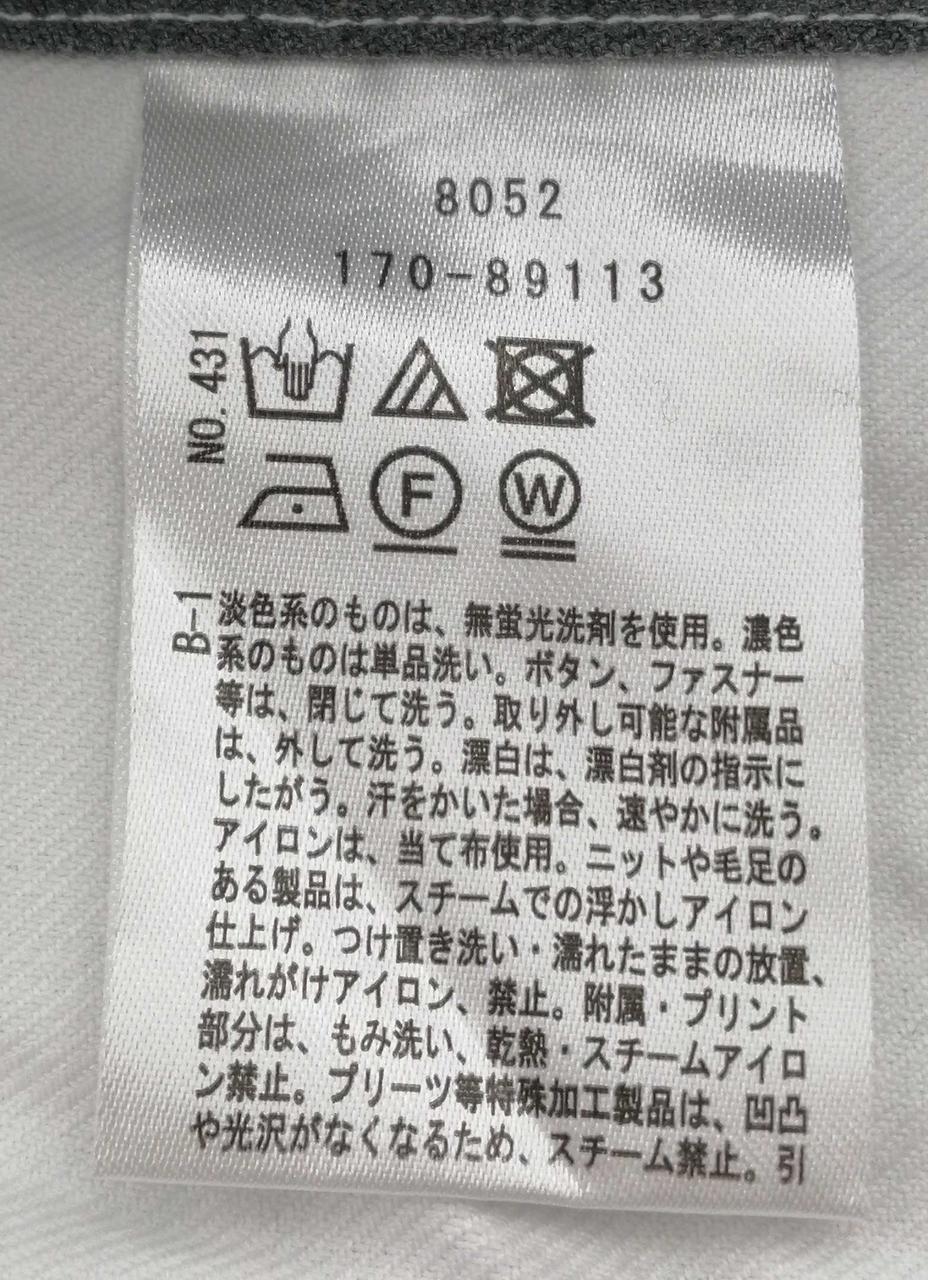 8052
170-89113
NO. 431
F
W
B-1
淡色系のものは、無蛍光洗剤を使用。濃色
系のものは単品洗い。ボタン、ファスナー
等は、閉じて洗う。取り外し可能な附属品
は、外して洗う。漂白は、漂白剤の指示に
したがう。汗をかいた場合、速やかに洗う。
アイロンは、当て布使用。ニットや毛足の
ある製品は、スチームでの浮かしアイロン
仕上げ。つけ置き洗い・濡れたままの放置、
濡れがけアイロン、禁止。附属・プリント
部分は、もみ洗い、乾熱・スチームアイロ
ン禁止。プリーツ等特殊加工製品は、凹凸
や光沢がなくなるため、スチーム禁止。引